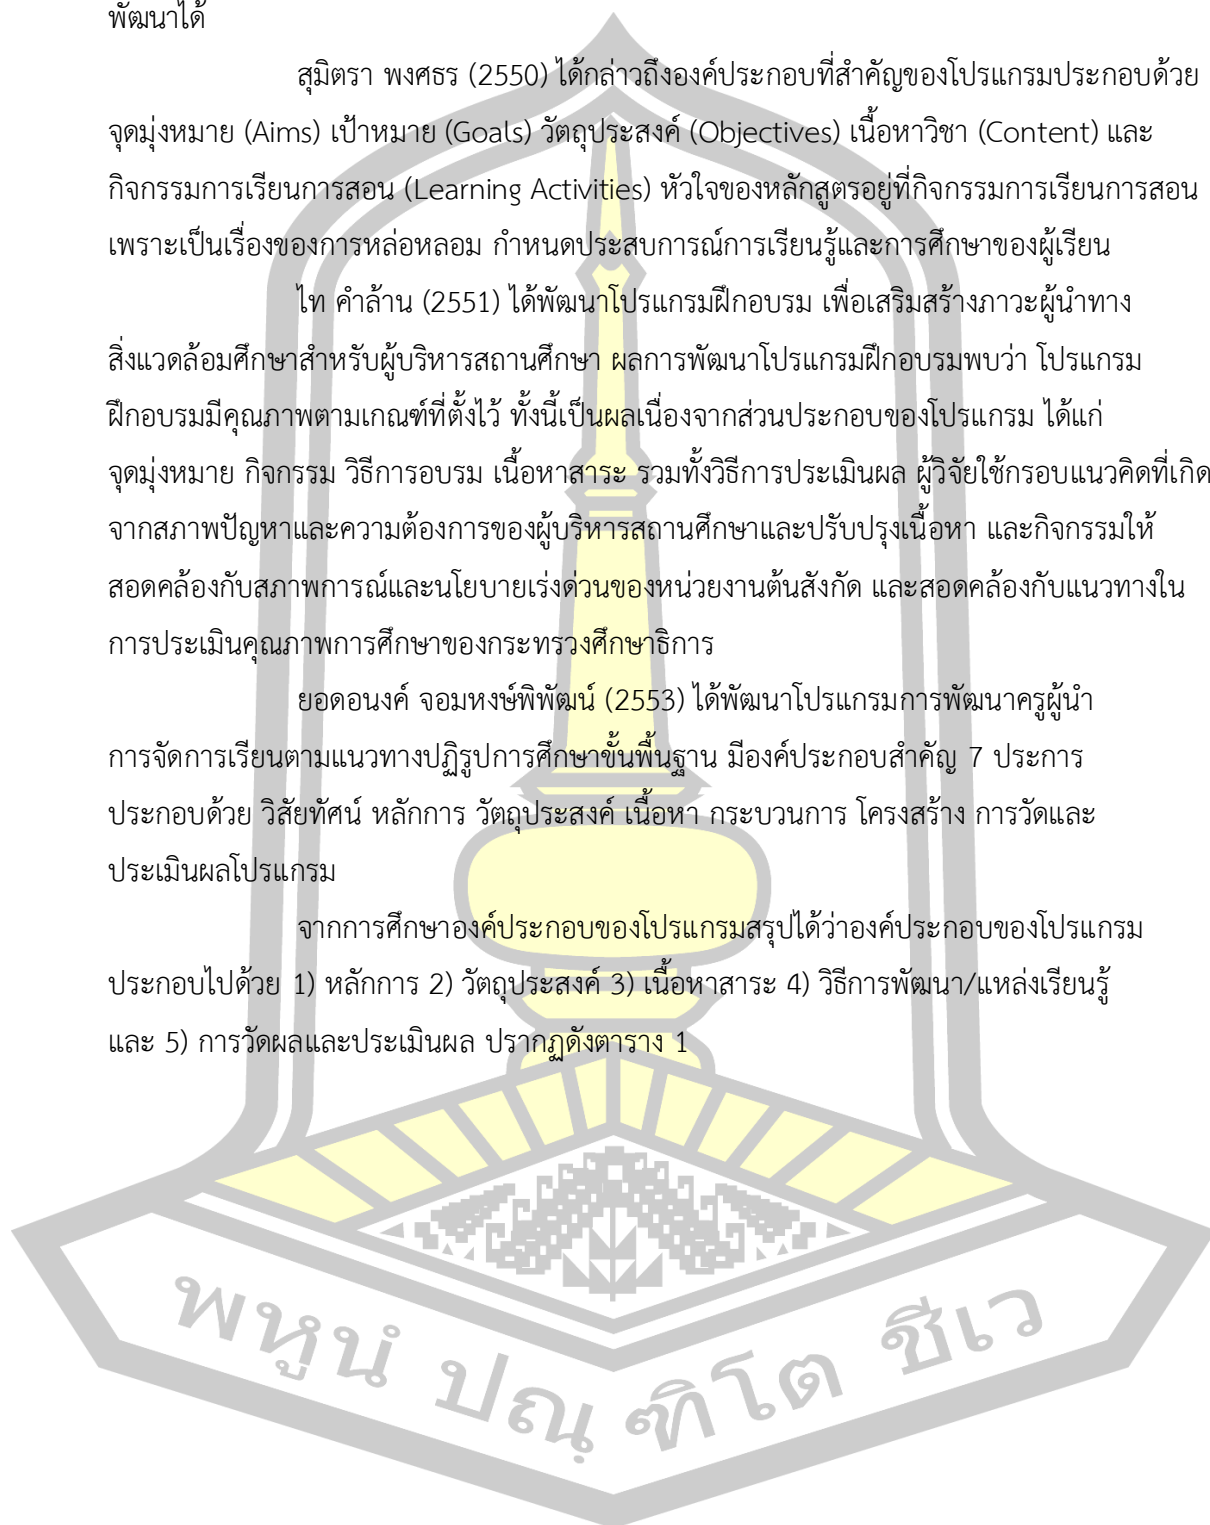 พัฒนาได้
สุมิตรา พงศธร (2550) ได้กล่าวถึงองค์ประกอบที่สำคัญของโปรแกรมประกอบด้วย
จุดมุ่งหมาย (Aims) เป้าหมาย (Goals) วัตถุประสงค์ (Objectives) เนื้อหาวิชา (Content) และ
กิจกรรมการเรียนการสอน (Learning Activities) หัวใจของหลักสูตรอยู่ที่กิจกรรมการเรียนการสอน
เพราะเป็นเรื่องของการหล่อหลอม กำหนดประสบการณ์การเรียนรู้และการศึกษาของผู้เรียน
ไท คำล้าน (2551) ได้พัฒนาโปรแกรมฝึกอบรม เพื่อเสริมสร้างภาวะผู้นำทาง
สิ่งแวดล้อมศึกษาสำหรับผู้บริหารสถานศึกษา ผลการพัฒนาโปรแกรมฝึกอบรมพบว่า โปรแกรม
ฝึกอบรมมีคุณภาพตามเกณฑ์ที่ตั้งไว้ ทั้งนี้เป็นผลเนื่องจากส่วนประกอบของโปรแกรม ได้แก่
จุดมุ่งหมาย กิจกรรม วิธีการอบรม เนื้อหาสาระ รวมทั้งวิธีการประเมินผล ผู้วิจัยใช้กรอบแนวคิดที่เกิด
จากสภาพปัญหาและความต้องการของผู้บริหารสถานศึกษาและปรับปรุงเนื้อหา และกิจกรรมให้
สอดคล้องกับสภาพการณ์และนโยบายเร่งด่วนของหน่วยงานต้นสังกัด และสอดคล้องกับแนวทางใน
การประเมินคุณภาพการศึกษาของกระทรวงศึกษาธิการ
ยอดอนงค์ จอมหงษ์พิพัฒน์ (2553) ได้พัฒนาโปรแกรมการพัฒนาครูผู้นำ
การจัดการเรียนตามแนวทางปฏิรูปการศึกษาขั้นพื้นฐาน มีองค์ประกอบสำคัญ 7 ประการ
ประกอบด้วย วิสัยทัศน์ หลักการ วัตถุประสงค์ เนื้อหา กระบวนการ โครงสร้าง การวัดและ
ประเมินผลโปรแกรม
จากการศึกษาองค์ประกอบของโปรแกรมสรุปได้ว่าองค์ประกอบของโปรแกรม
ประกอบไปด้วย 1) หลักการ 2) วัตถุประสงค์ 3) เนื้อหาสาระ 4) วิธีการพัฒนา/แหล่งเรียนรู้
และ 5) การวัดผลและประเมินผล ปรากฏดังตาราง 1
พหูนํ ปณฺฑิโต ชีเว